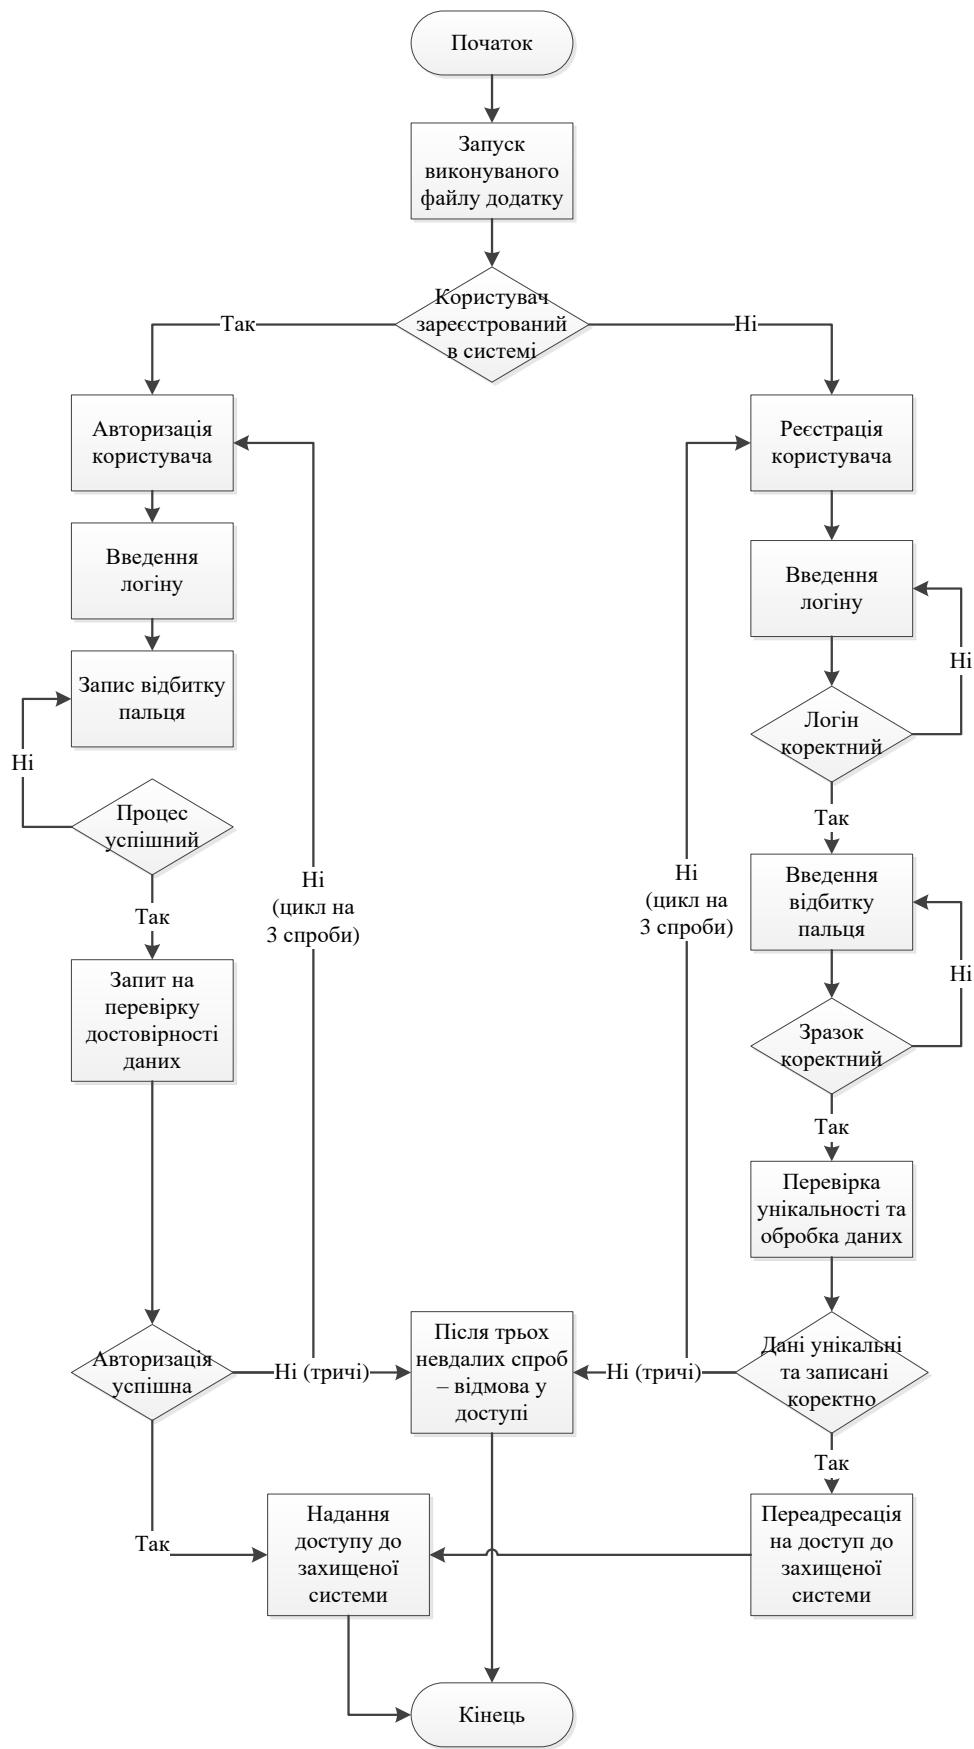 Початок
Запуск
виконуваного
файлу додатку
Користувач
зареєстрований
в системі
Так
Ні
Авторизація
користувача
Введення
логіну
Запис відбитку
пальця
Ні
Процес
успішний
Так
Запит на
перевірку
достовірності
даних
Авторизація
успішна
Ні
(цикл на
3 спроби)
Ні (тричі)
Так
Реєстрація
користувача
Введення
логіну
Ні
Логін
коректний
Так
Введення
відбитку
пальця
Ні
Зразок
коректний
Так
Перевірка
унікальності та
обробка даних
Ні
(цикл на
3 спроби)
Дані унікальні
та записані
коректно
Ні (тричі)
Так
Після трьох
невдалих спроб
– відмова у
доступі
Надання
доступу до
захищеної
системи
Переадресація
на доступ до
захищеної
системи
Кінець